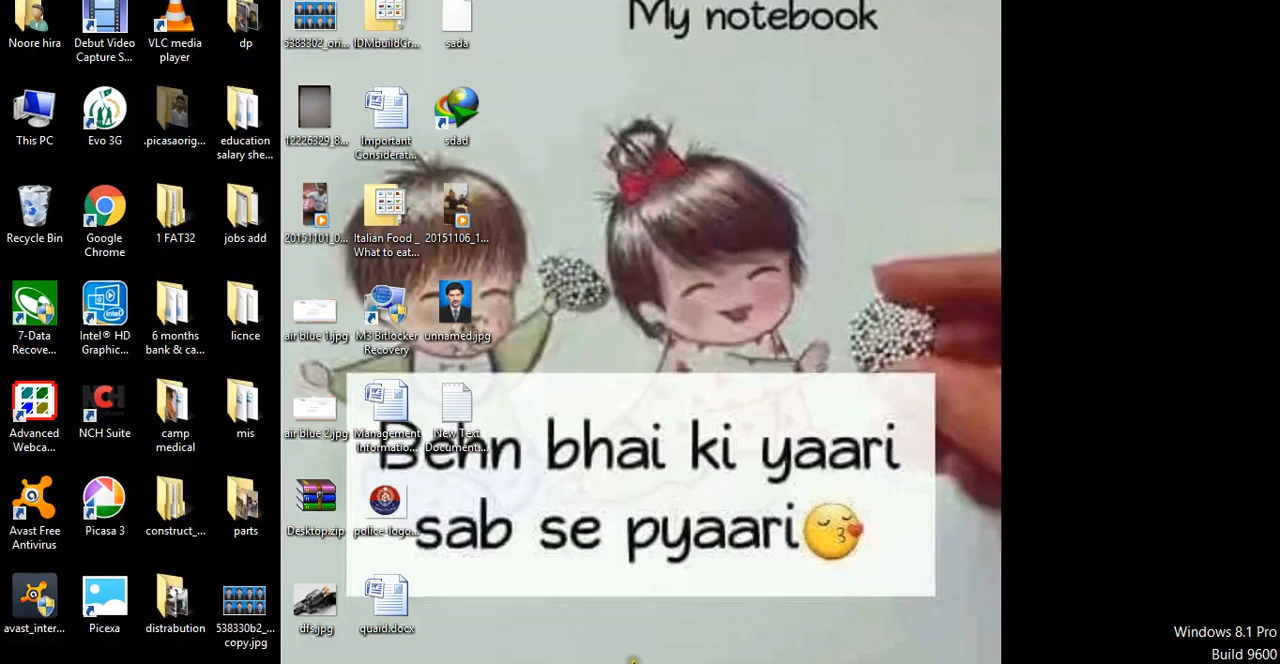 My notebook
Noore hira
Debut Video
Capture S...
VLC media
player
dp
5383302_ori...
IDMbuildGr...
sada
This PC
Evo 3G
.picasaorig...
education
salary she...
12226329_8...
Important
Considerat...
sdad
Recycle Bin
Google
Chrome
1 FAT32
jobs add
20151101_0...
Italian Food _
What to eat...
20151106_1...
7-Data
Recove...
Intel® HD
Graphic...
6 months
bank & ca...
licnce
air blue 1.jpg
M3 Bitlocker
Recovery
unnamed.jpg
Advanced
Webca...
NCH
NCH Suite
camp
medical
mis
air blue 2.jpg
Management
Informatio...
New Text
Document...
Behn bhai ki yaari
sab se pyaari
Avast Free
Antivirus
Picasa 3
construct_...
parts
Desktop.zip
police-logo...
avast_inter...
Picexa
distrabution
538330b2_...
copy.jpg
dfs.jpg
quaid.docx
Windows 8.1 Pro
Build 9600